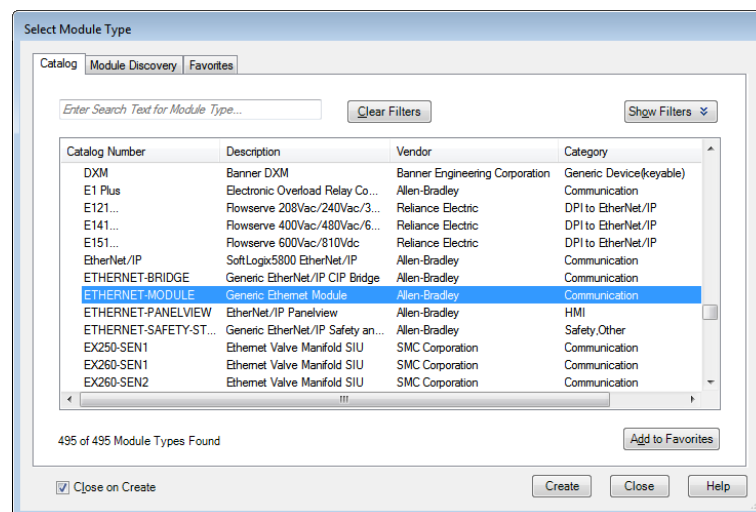 Select Module Type
Catalog Module Discovery Favorites
Enter Search Text for Module Type... Clear Filters Show Filters
Catalog Number Description Vendor Category
DXM Banner DXM Banner Engineering Corporation Generic Device(keyable)
E1 Plus Electronic Overload Relay Co... Allen-Bradley Communication
E121... Flowserve 208Vac/240Vac/3... Reliance Electric DPI to EtherNet/IP
E141... Flowserve 400Vac/480Vac/6... Reliance Electric DPI to EtherNet/IP
E151... Flowserve 600Vac/810Vdc Reliance Electric DPI to EtherNet/IP
EtherNet/IP SoftLogix5800 EtherNet/IP Allen-Bradley Communication
ETHERNET-BRIDGE Generic EtherNet/IP CIP Bridge Allen-Bradley Communication
ETHERNET-MODULE Generic Ethernet Module Allen-Bradley Communication
ETHERNET-PANELVIEW EtherNet/IP Panelview Allen-Bradley HMI
ETHERNET-SAFETY-ST... Generic EtherNet/IP Safety an... Allen-Bradley Safety,Other
EX250-SEN1 Ethernet Valve Manifold SIU SMC Corporation Communication
EX260-SEN1 Ethernet Valve Manifold SIU SMC Corporation Communication
EX260-SEN2 Ethernet Valve Manifold SIU SMC Corporation Communication
495 of 495 Module Types Found Add to Favorites
Close on Create Create Close Help